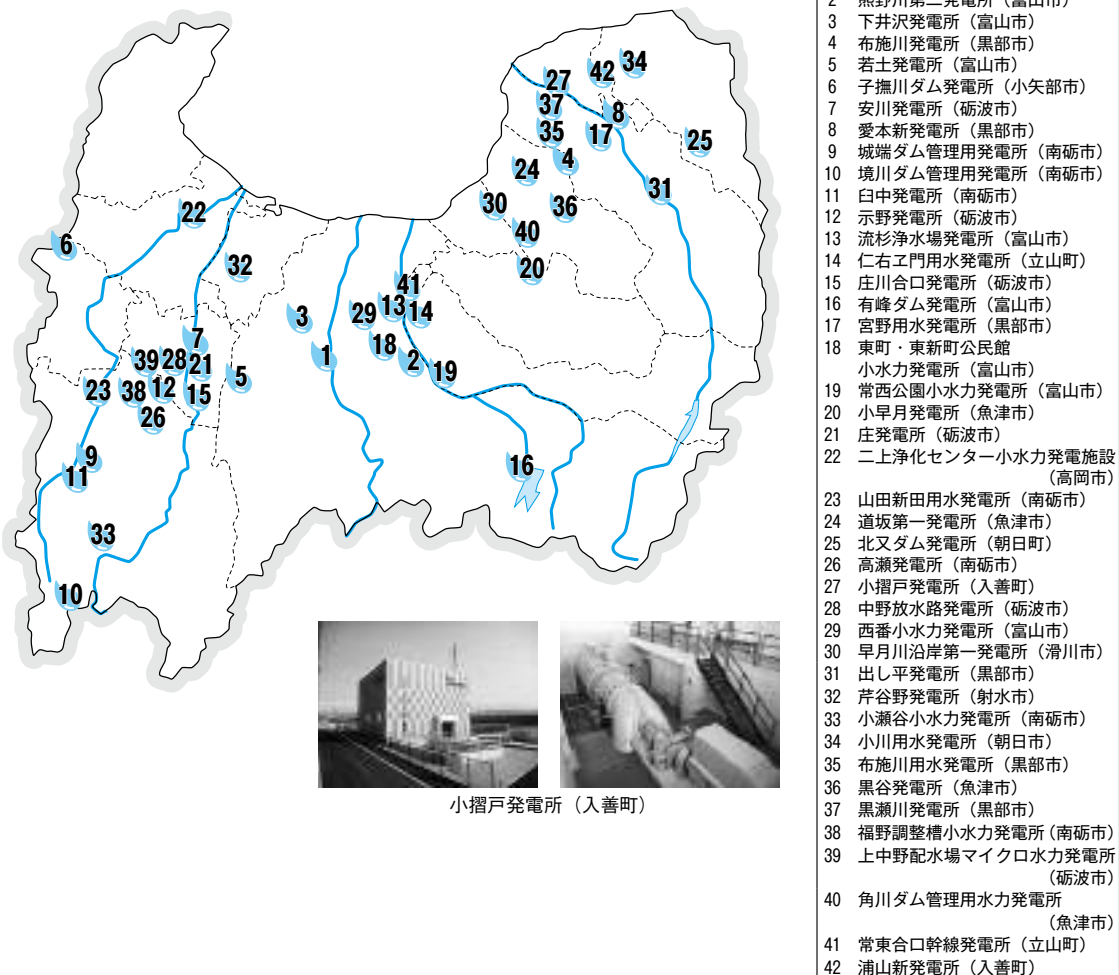 27
42
34
37
8
35
17
25
24
4
31
30
36
22
40
6
20
32
41
13
14
3
29
7
18
1
2
39
28
21
19
5
23
38
12
15
26
9
16
11
33
10
小摺戸発電所（入善町）
2 熊野川第二発電所（富山市）
3 下井沢発電所（富山市）
4 布施川発電所（黒部市）
5 若土発電所（富山市）
6 子撫川ダム発電所（小矢部市）
7 安川発電所（砺波市）
8 愛本新発電所（黒部市）
9 城端ダム管理用発電所（南砺市）
10 境川ダム管理用発電所（南砺市）
11 臼中発電所（南砺市）
12 示野発電所（砺波市）
13 流杉浄水場発電所（富山市）
14 仁右ヱ門用水発電所（立山町）
15 庄川合口発電所（砺波市）
16 有峰ダム発電所（富山市）
17 宮野用水発電所（黒部市）
18 東町・東新町公民館
小水力発電所（富山市）
19 常西公園小水力発電所（富山市）
20 小早月発電所（魚津市）
21 庄発電所（砺波市）
22 二上浄化センター小水力発電施設
（高岡市）
23 山田新田用水発電所（南砺市）
24 道坂第一発電所（魚津市）
25 北又ダム発電所（朝日町）
26 高瀬発電所（南砺市）
27 小摺戸発電所（入善町）
28 中野放水路発電所（砺波市）
29 西番小水力発電所（富山市）
30 早月川沿岸第一発電所（滑川市）
31 出し平発電所（黒部市）
32 芹谷野発電所（射水市）
33 小瀬谷小水力発電所（南砺市）
34 小川用水発電所（朝日市）
35 布施川用水発電所（黒部市）
36 黒谷発電所（魚津市）
37 黒瀬川発電所（黒部市）
38 福野調整槽小水力発電所（南砺市）
39 上中野配水場マイクロ水力発電所
（砺波市）
40 角川ダム管理用水力発電所
（魚津市）
41 常東合口幹線発電所（立山町）
42 浦山新発電所（入善町）